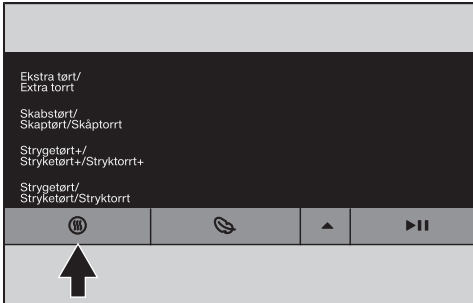 Ekstra tørt/
Extra torrt
Skabstørt/
Skaptørt/Skåptorrt
Strygetørt+/
Stryketørt+/Stryktorrt+
Strygetørt/
Stryketørt/Stryktorrt